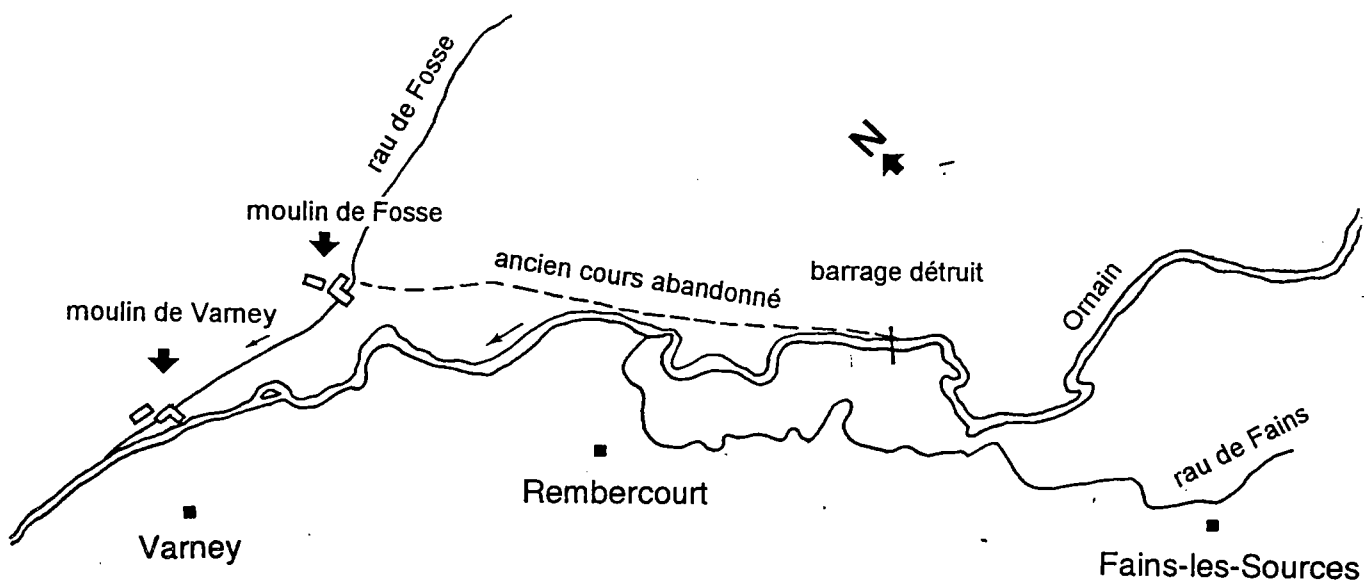 rau de Fosse
N
moulin de Fosse
ancien cours abandonné
barrage détruit
Ornain
moulin de Varney
rau de Fains
Rembercourt
Varney
Fains-les-Sources